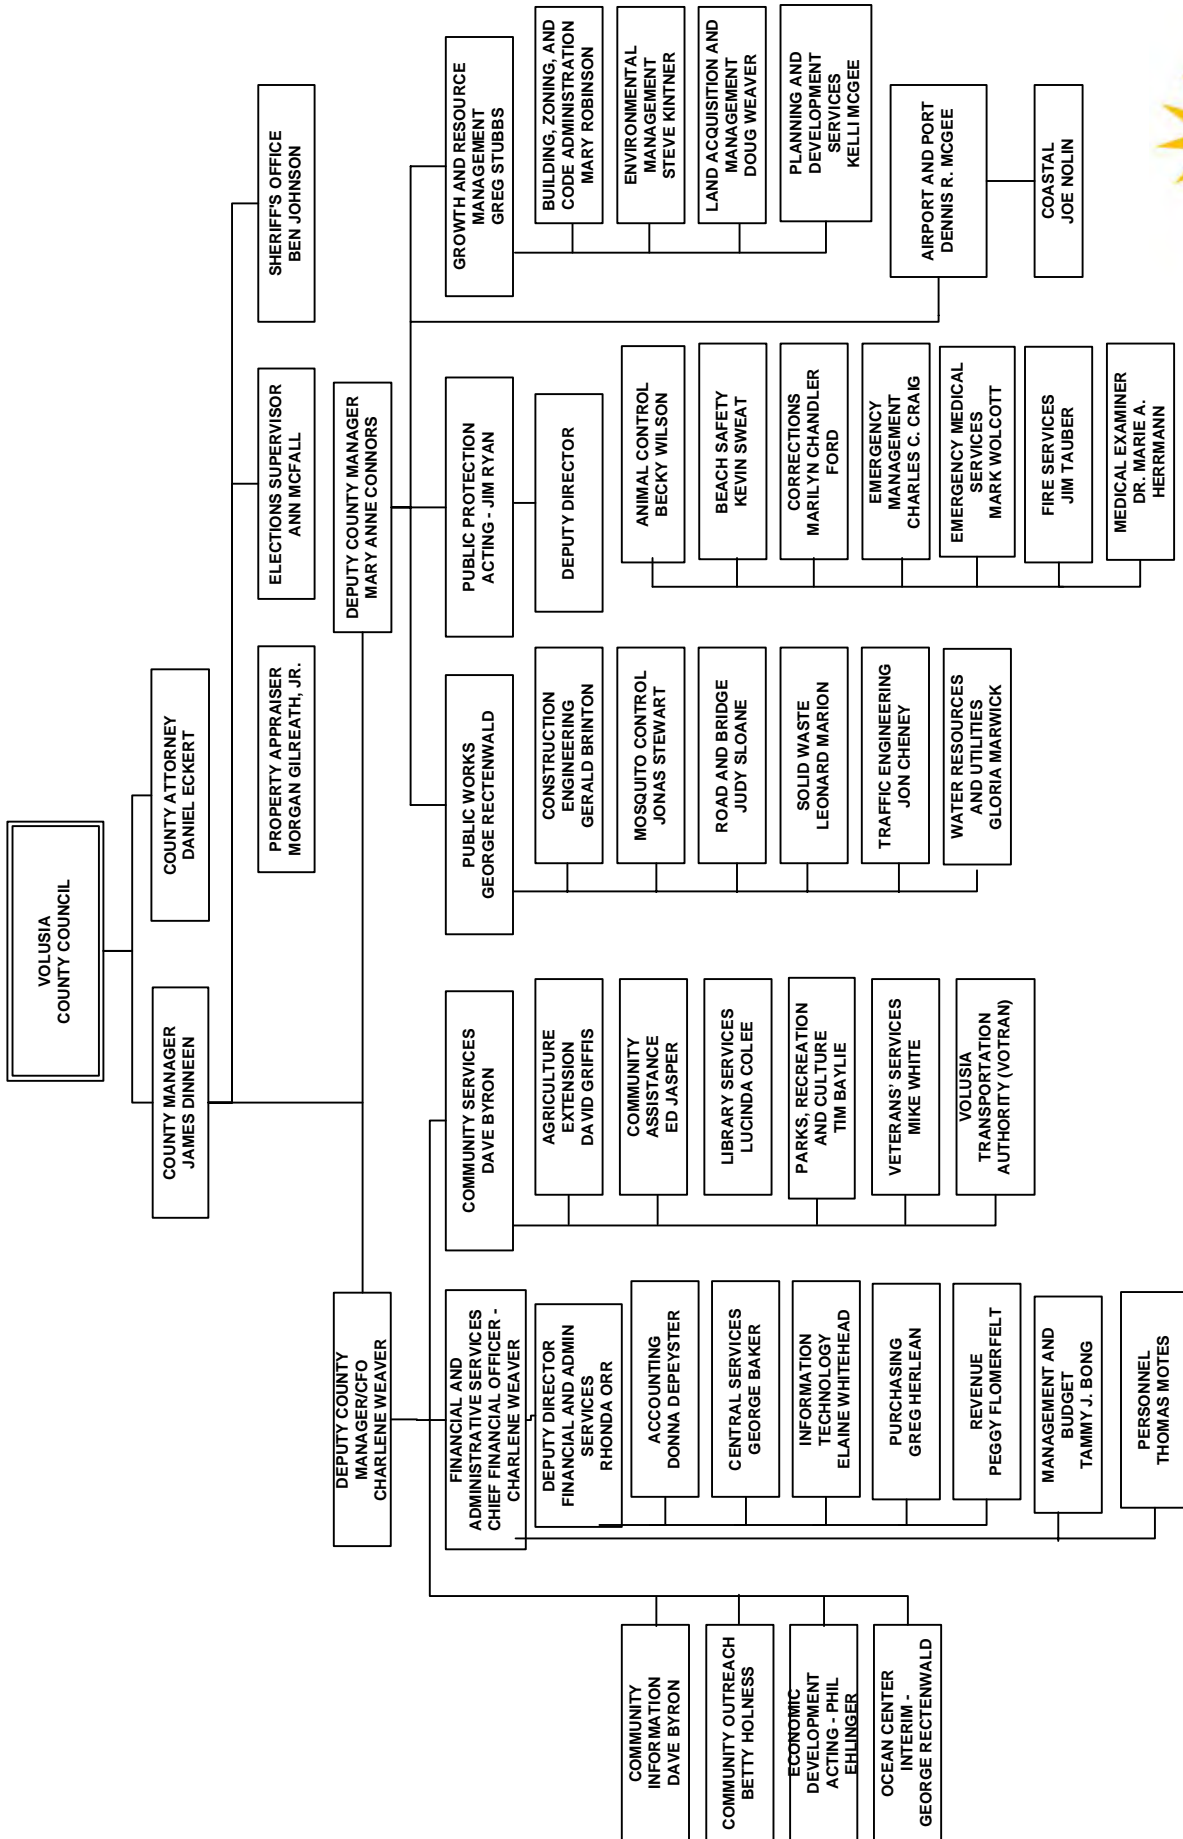 VOLUSIA
COUNTY COUNCIL
COUNTY MANAGER
JAMES DINNEEN
COUNTY ATTORNEY
DANIEL ECKERT
PROPERTY APPRAISER
MORGAN GILREATH, JR.
ELECTIONS SUPERVISOR
ANN MCFALL
SHERIFF'S OFFICE
BEN JOHNSON
DEPUTY COUNTY
MANAGER/CFO
CHARLENE WEAVER
DEPUTY COUNTY MANAGER
MARY ANNE CONNORS
FINANCIAL AND
ADMINISTRATIVE SERVICES
CHIEF FINANCIAL OFFICER -
CHARLENE WEAVER
COMMUNITY SERVICES
DAVE BYRON
PUBLIC WORKS
GEORGE RECTENWALD
PUBLIC PROTECTION
ACTING - JIM RYAN
GROWTH AND RESOURCE
MANAGEMENT
GREG STUBBS
COMMUNITY
INFORMATION
DAVE BYRON
COMMUNITY OUTREACH
BETTY HOLNESS
ECONOMIC
DEVELOPMENT
ACTING - PHIL
EHLINGER
OCEAN CENTER
INTERIM -
GEORGE RECTENWALD
DEPUTY DIRECTOR
FINANCIAL AND ADMIN
SERVICES
RHONDA ORR
ACCOUNTING
DONNA DEPEYSTER
CENTRAL SERVICES
GEORGE BAKER
INFORMATION
TECHNOLOGY
ELAINE WHITEHEAD
PURCHASING
GREG HERLEAN
REVENUE
PEGGY FLOMERFELT
MANAGEMENT AND
BUDGET
TAMMY J. BONG
PERSONNEL
THOMAS MOTES
AGRICULTURE
EXTENSION
DAVID GRIFFIS
COMMUNITY
ASSISTANCE
ED JASPER
LIBRARY SERVICES
LUCINDA COLEE
PARKS, RECREATION
AND CULTURE
TIM BAYLIE
VETERANS' SERVICES
MIKE WHITE
VOLUSIA
TRANSPORTATION
AUTHORITY (VOTRAN)
CONSTRUCTION
ENGINEERING
GERALD BRINTON
MOSQUITO CONTROL
JONAS STEWART
ROAD AND BRIDGE
JUDY SLOANE
SOLID WASTE
LEONARD MARION
TRAFFIC ENGINEERING
JON CHENEY
WATER RESOURCES
AND UTILITIES
GLORIA MARWICK
DEPUTY DIRECTOR
ANIMAL CONTROL
BECKY WILSON
BEACH SAFETY
KEVIN SWEAT
CORRECTIONS
MARILYN CHANDLER
FORD
EMERGENCY
MANAGEMENT
CHARLES C. CRAIG
EMERGENCY MEDICAL
SERVICES
MARK WOLCOTT
FIRE SERVICES
JIM TAUBER
MEDICAL EXAMINER
DR. MARIE A.
HERRMANN
BUILDING, ZONING, AND
CODE ADMINISTRATION
MARY ROBINSON
ENVIRONMENTAL
MANAGEMENT
STEVE KINTNER
LAND ACQUISITION AND
MANAGEMENT
DOUG WEAVER
PLANNING AND
DEVELOPMENT
SERVICES
KELLI MCGEE
AIRPORT AND PORT
DENNIS R. MCGEE
COASTAL
JOE NOLIN